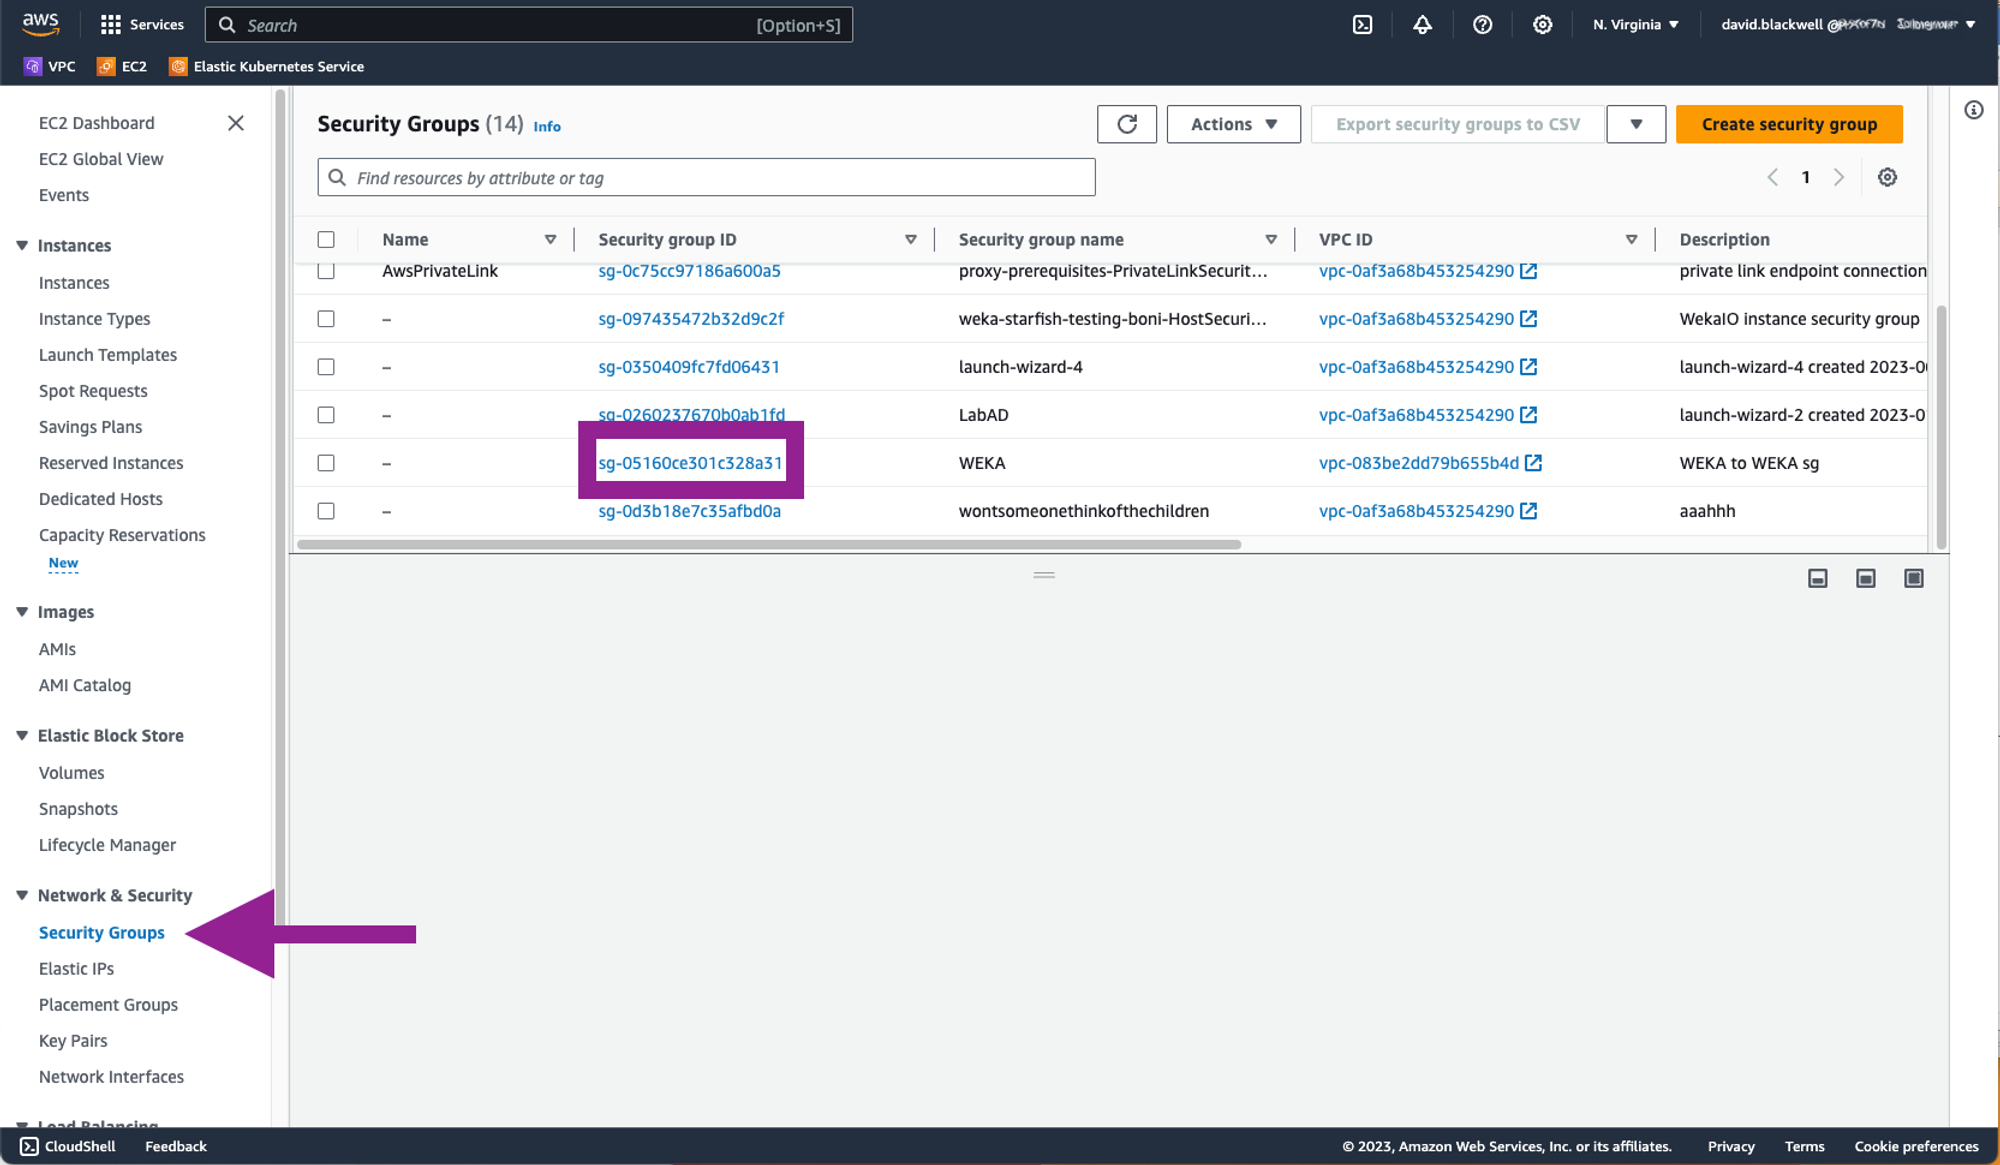 aws Services Search [Option+S] N. Virginia david.blackwell @
VPC EC2 Elastic Kubernetes Service
EC2 Dashboard
EC2 Global View
Events
Instances
Instances
Instance Types
Launch Templates
Spot Requests
Savings Plans
Reserved Instances
Dedicated Hosts
Capacity Reservations
New
Images
AMIs
AMI Catalog
Elastic Block Store
Volumes
Snapshots
Lifecycle Manager
Network & Security
Security Groups
Elastic IPs
Placement Groups
Key Pairs
Network Interfaces
Load Balancing
Security Groups (14) Info Actions Export security groups to CSV Create security group
Find resources by attribute or tag 1
Name Security group ID Security group name VPC ID Description
AwsPrivateLink sg-0c75cc97186a600a5 proxy-prerequisites-PrivateLinkSecurit... vpc-0af3a68b453254290 private link endpoint connection
– sg-097435472b32d9c2f weka-starfish-testing-boni-HostSecuri... vpc-0af3a68b453254290 WekaIO instance security group
– sg-0350409fc7fd06431 launch-wizard-4 vpc-0af3a68b453254290 launch-wizard-4 created 2023-0
– sg-0260237670b0ab1fd LabAD vpc-0af3a68b453254290 launch-wizard-2 created 2023-0
– sg-05160ce301c328a31 WEKA vpc-083be2dd79b655b4d WEKA to WEKA sg
– sg-0d3b18e7c35afbd0a wontsomeonethinkofthechildren vpc-0af3a68b453254290 aaahhh
CloudShell Feedback © 2023, Amazon Web Services, Inc. or its affiliates. Privacy Terms Cookie preferences